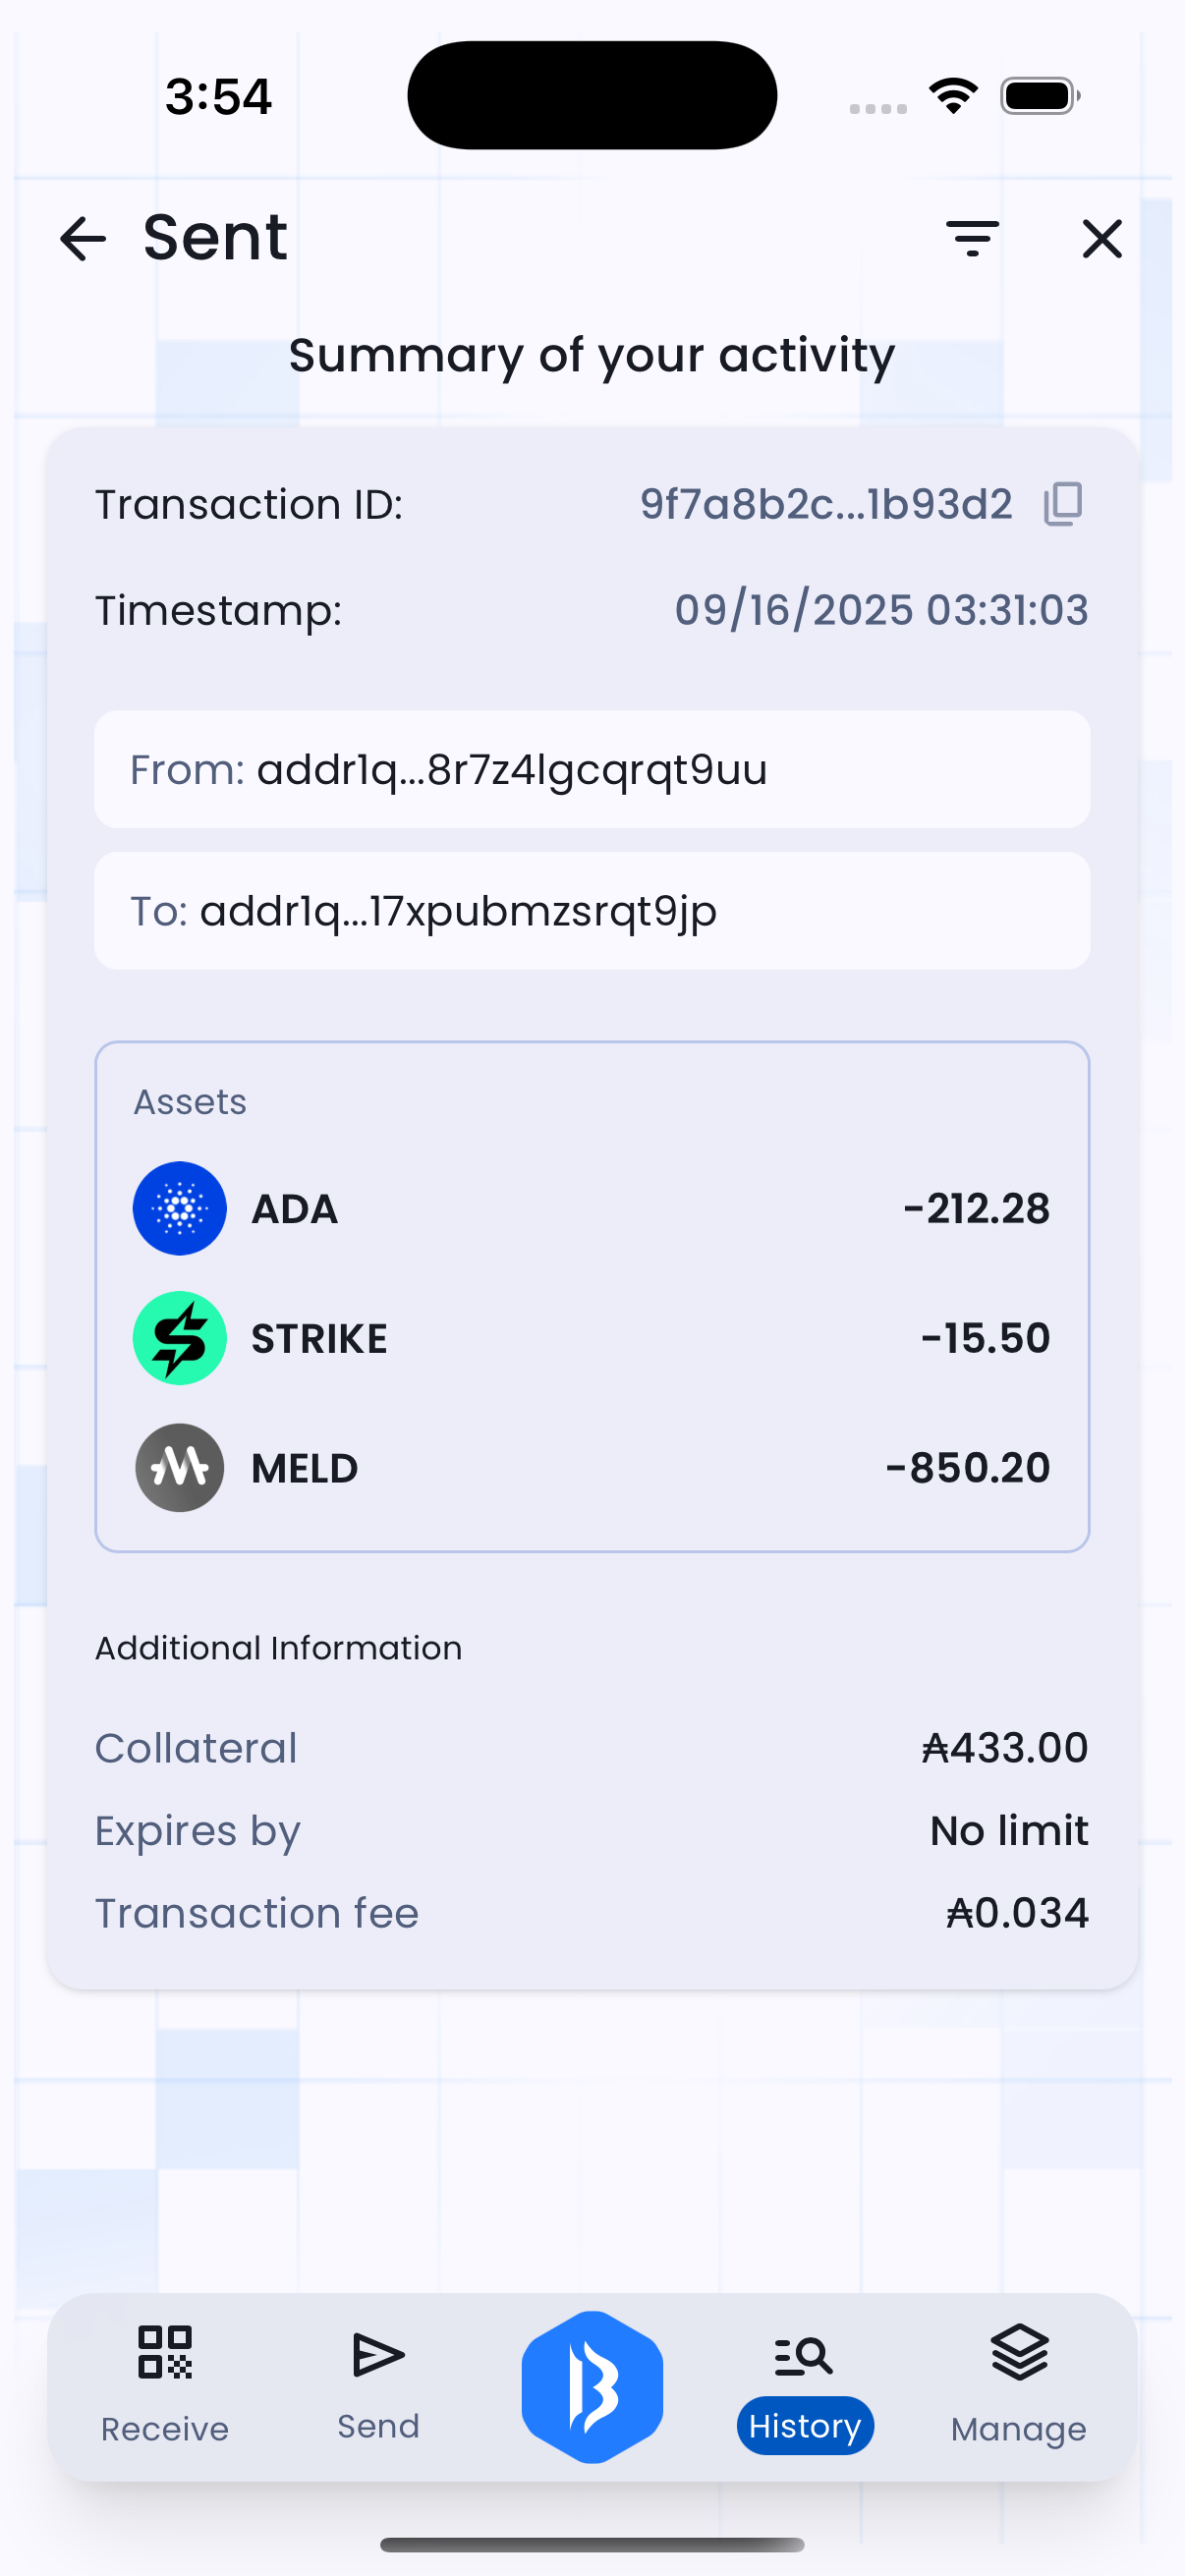 3:54
Sent
Summary of your activity
Transaction ID: 9f7a8b2c...1b93d2
Timestamp: 09/16/2025 03:31:03
From: addr1q...8r7z4lgcqrqt9uu
To: addr1q...17xpubmzsrqt9jp
Assets
ADA -212.28
STRIKE -15.50
MELD -850.20
Additional Information
Collateral ₳433.00
Expires by No limit
Transaction fee ₳0.034
Receive Send History Manage